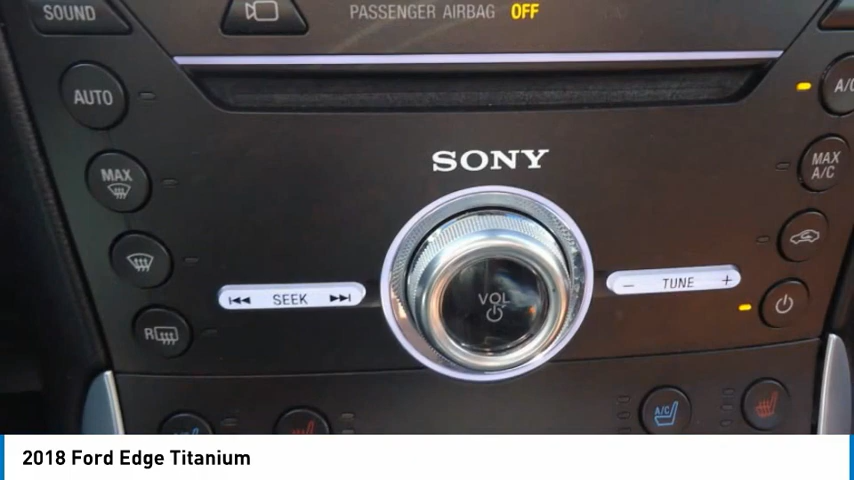 SOUND
PASSENGER AIRBAG OFF
AUTO
A/C
SONY
MAX
MAX
A/C
SEEK
VOL
− TUNE +
R
A/C
2018 Ford Edge Titanium